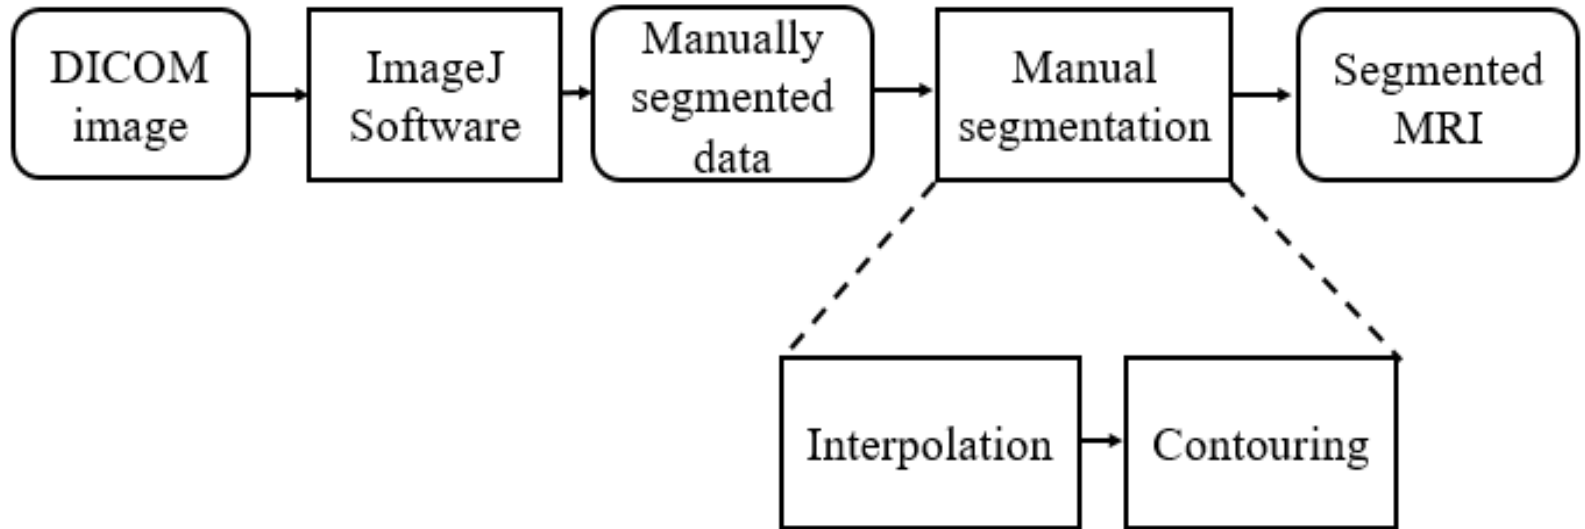 DICOM
image
ImageJ
Software
Manually
segmented
data
Manual
segmentation
Segmented
MRI
Interpolation
Contouring